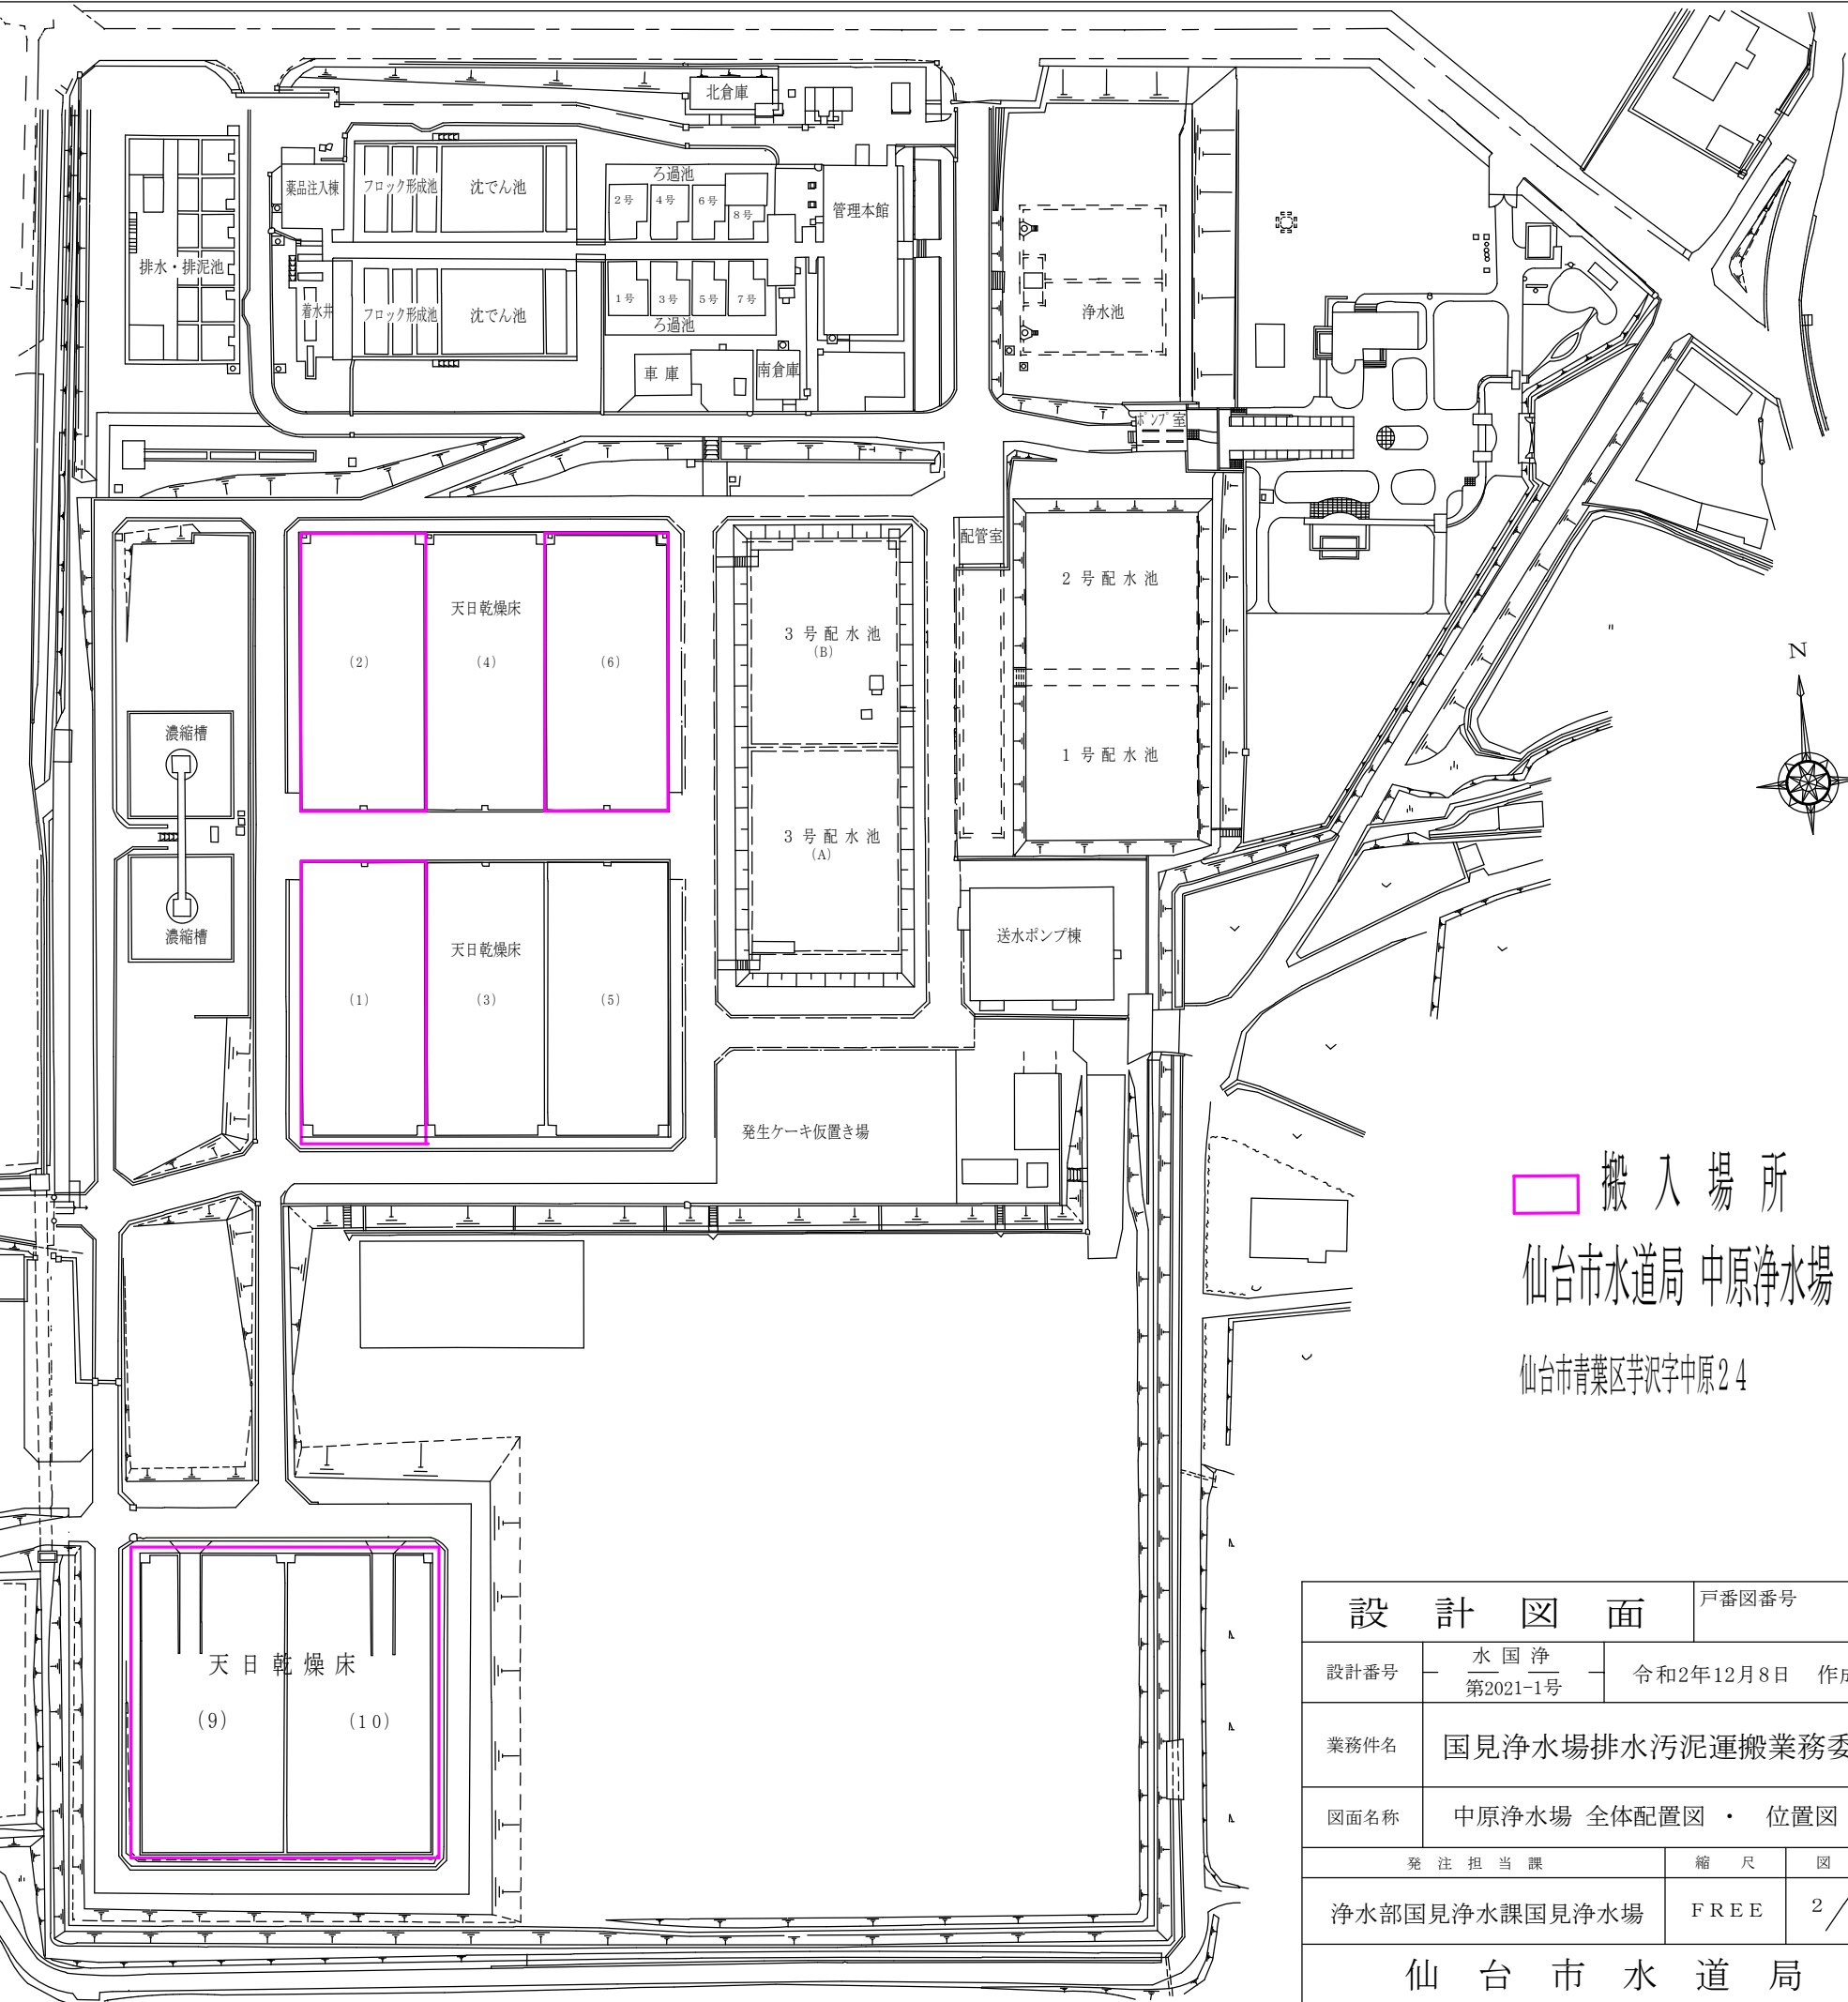 北倉庫
薬品注入棟
フロック形成池
沈でん池
ろ過池
2号
4号
6号
8号
管理本館
排水・排泥池
着水井
フロック形成池
沈でん池
1号
3号
5号
7号
ろ過池
浄水池
車庫
南倉庫
ポンプ室
配管室
天日乾燥床
(2)
(4)
(6)
3号配水池
(B)
2号配水池
1号配水池
N
濃縮槽
濃縮槽
3号配水池
(A)
天日乾燥床
(1)
(3)
(5)
送水ポンプ棟
発生ケーキ仮置き場
搬入場所
仙台市水道局 中原浄水場
仙台市青葉区芋沢字中原24
天日乾燥床
(9)
(10)
設計図面
戸番図番号
設計番号
水国浄
第2021-1号
令和2年12月8日 作成
業務件名
国見浄水場排水汚泥運搬業務委
図面名称
中原浄水場 全体配置図 ・ 位置図
発注担当課
縮尺
図
浄水部国見浄水課国見浄水場
FREE
2/
仙台市水道局